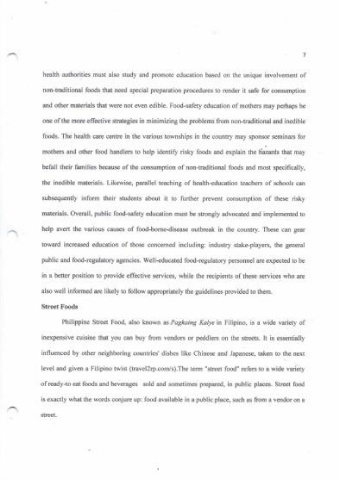 7
health authorities must also study and promote education based on the unique involvement of
non-traditional foods that need special preparation procedures to render it safe for consumption
and other materials that were not even edible. Food-safety education of mothers may perhaps be
one of the more effective strategies in minimizing the problems from non-traditional and inedible
foods. The health care centre in the various townships in the country may sponsor seminars for
mothers and other food handlers to help identify risky foods and explain the hazards that may
befall their families because of the consumption of non-traditional foods and most specifically,
the inedible materials. Likewise, parallel teaching of health-education teachers of schools can
subsequently inform their students about it to further prevent consumption of these risky
materials. Overall, public food-safety education must be strongly advocated and implemented to
help avert the various causes of food-borne-disease outbreak in the country. These can gear
toward increased education of those concerned including: industry stake-players, the general
public and food-regulatory agencies. Well-educated food-regulatory personnel are expected to be
in a better position to provide effective services, while the recipients of these services who are
also well informed are likely to follow appropriately the guidelines provided to them.
Street Foods
Philippine Street Food, also known as Pagkaing Kalye in Filipino, is a wide variety of
inexpensive cuisine that you can buy from vendors or peddlers on the streets. It is essentially
influenced by other neighboring countries' dishes like Chinese and Japanese, taken to the next
level and given a Filipino twist (travel2rp.com/s).The term "street food" refers to a wide variety
of ready-to eat foods and beverages sold and sometimes prepared, in public places. Street food
is exactly what the words conjure up: food available in a public place, such as from a vendor on a
street.